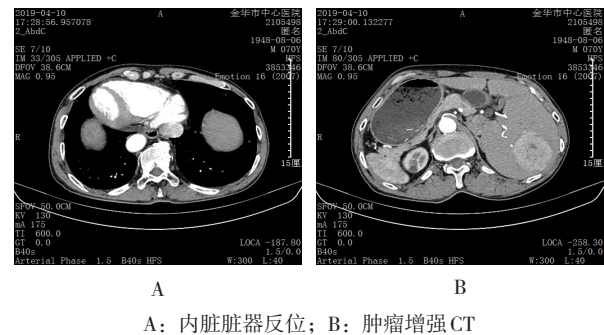 2019-04-10
17:28:56.957078
2_AbdC
A
金华市中心医院
2105498
匿名
1948-08-06
M 070Y
HFS
3853346
Emotion 16 (2007)
SE 7/10
IM 33/305 APPLIED +C
DFOV 38.6CM
MAG 0.95
R
15厘
SFOV 50.0CM
KV 130
mA 175
TI 600.0
GT 0.0
B40s
Arterial Phase 1.5 B40s HFS
LOCA -187.80
1.5/0.0
W:300 L:40
2019-04-10
17:29:00.132277
2_AbdC
A
金华市中心医院
2105498
匿名
1948-08-06
M 070Y
HFS
3853346
Emotion 16 (2007)
SE 7/10
IM 80/305 APPLIED +C
DFOV 38.6CM
MAG 0.95
R
15厘
SFOV 50.0CM
KV 130
mA 175
TI 600.0
GT 0.0
B40s
Arterial Phase 1.5 B40s HFS
LOCA -258.30
1.5/0.0
W:300 L:40
A
B
A：内脏脏器反位；B：肿瘤增强CT